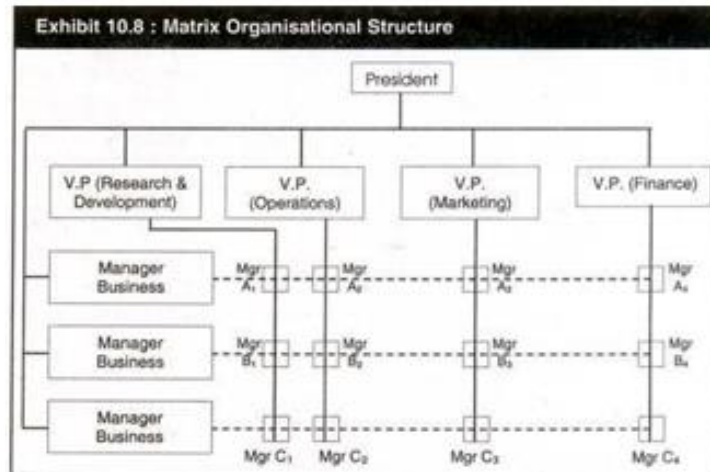 Exhibit 10.8 : Matrix Organisational Structure
President
V.P (Research &
Development)
V.P.
(Operations)
V.P.
(Marketing)
V.P. (Finance)
Manager
Business
Mgr
A₁
Mgr
A₂
Mgr
A₃
Mgr
A₄
Manager
Business
Mgr
B₁
Mgr
B₂
Mgr
B₃
Mgr
B₄
Manager
Business
Mgr C₁
Mgr C₂
Mgr C₃
Mgr C₄